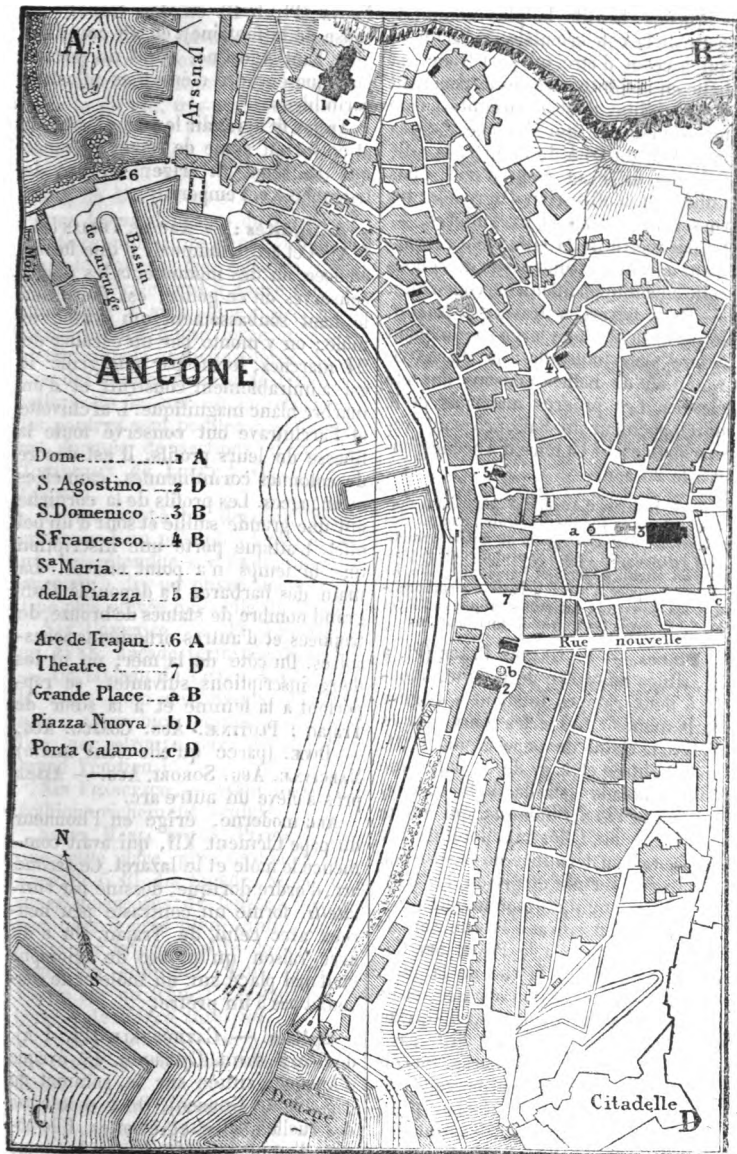 A
B
Arsenal
1
6
Môle
Bassin
de Carenage
ANCONE
4
5
a
3
7
c
Rue nouvelle
b
2
Dome 1 A
S. Agostino 2 D
S. Domenico 3 B
S. Francesco 4 B
Sª. Maria
della Piazza 5 B
Arc de Trajan 6 A
Théatre 7 D
Grande Place a B
Piazza Nuova b D
Porta Calamo c D
N
S
C
Douane
Citadelle
D